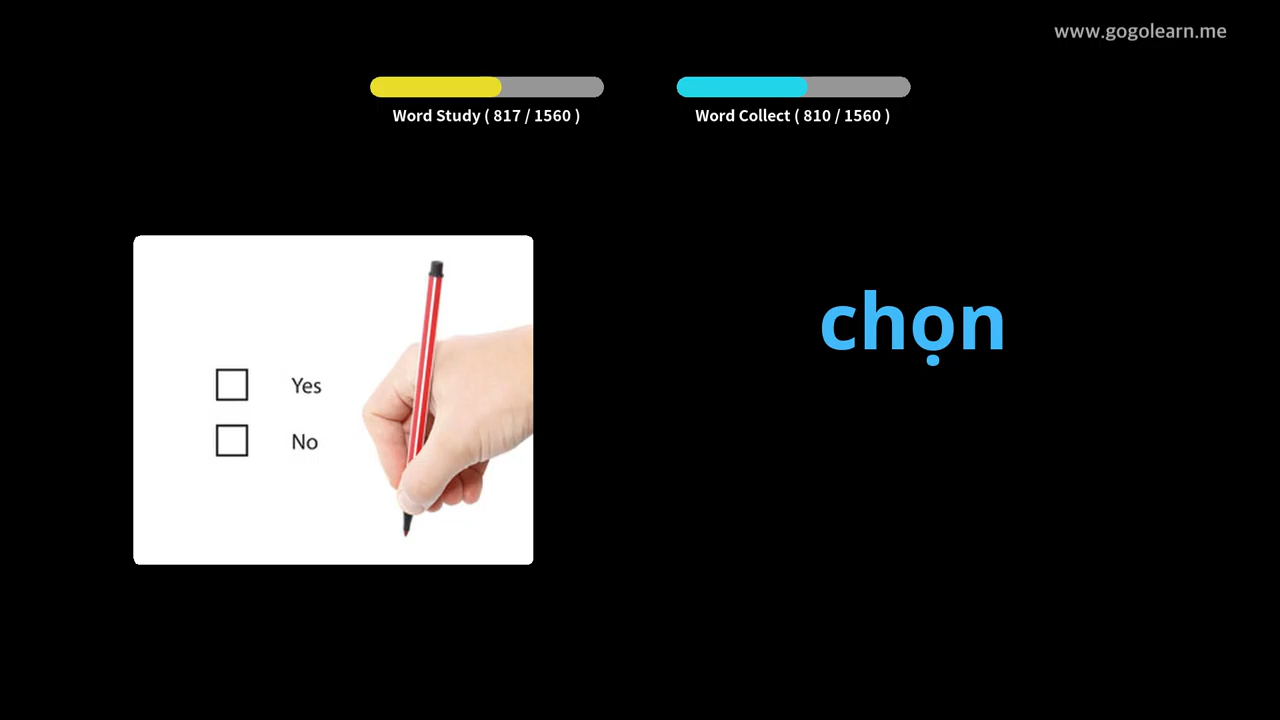 www.gogolearn.me
Word Study ( 817 / 1560 )
Word Collect ( 810 / 1560 )
chọn
Yes
No